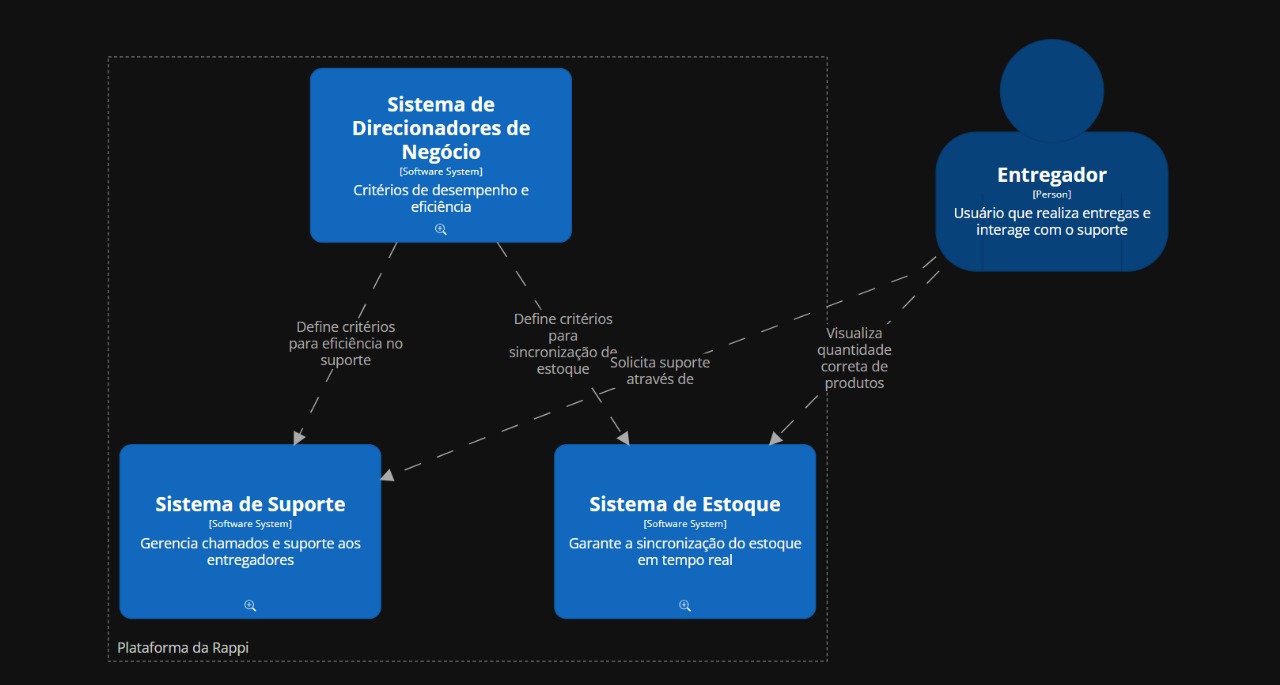 Sistema de
Direcionadores de
Negócio
[Software System]
Critérios de desempenho e
eficiência
Entregador
[Person]
Usuário que realiza entregas e
interage com o suporte
Define critérios
para eficiência no
suporte
Define critérios
para
sincronização de
estoque
Solicita suporte
através de
Visualiza
quantidade
correta de
produtos
Sistema de Suporte
[Software System]
Gerencia chamados e suporte aos
entregadores
Sistema de Estoque
[Software System]
Garante a sincronização do estoque
em tempo real
Plataforma da Rappi